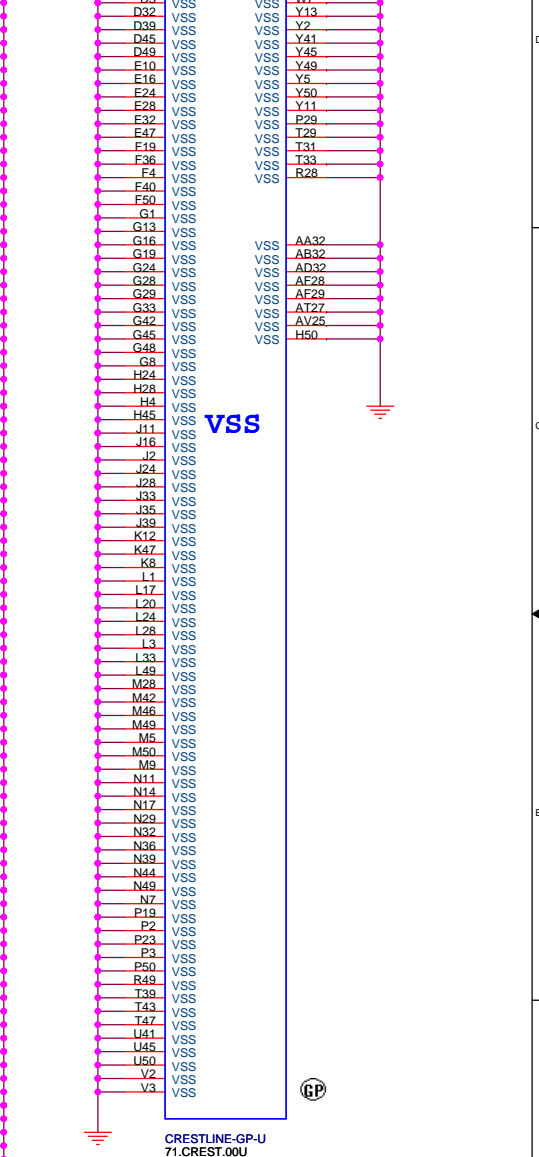 D32 VSS VSS Y13
D39 VSS VSS Y2
D45 VSS VSS Y41
D49 VSS VSS Y45
E10 VSS VSS Y49
E16 VSS VSS Y5
E24 VSS VSS Y50
E28 VSS VSS Y11
E32 VSS VSS P29
E47 VSS VSS T29
F19 VSS VSS T31
F36 VSS VSS T33
F4 VSS VSS R28
F40 VSS
F50 VSS
G1 VSS
G13 VSS
G16 VSS VSS AA32
G19 VSS VSS AB32
G24 VSS VSS AD32
G28 VSS VSS AF28
G29 VSS VSS AF29
G33 VSS VSS AT27
G42 VSS VSS AV25
G45 VSS VSS H50
G48 VSS
G8 VSS
H24 VSS
H28 VSS
H4 VSS
H45 VSS
VSS
J11 VSS
J16 VSS
J2 VSS
J24 VSS
J28 VSS
J33 VSS
J35 VSS
J39 VSS
K12 VSS
K47 VSS
K8 VSS
L1 VSS
L17 VSS
L20 VSS
L24 VSS
L28 VSS
L3 VSS
L33 VSS
L49 VSS
M28 VSS
M42 VSS
M46 VSS
M49 VSS
M5 VSS
M50 VSS
M9 VSS
N11 VSS
N14 VSS
N17 VSS
N29 VSS
N32 VSS
N36 VSS
N39 VSS
N44 VSS
N49 VSS
N7 VSS
P19 VSS
P2 VSS
P23 VSS
P3 VSS
P50 VSS
R49 VSS
T39 VSS
T43 VSS
T47 VSS
U41 VSS
U45 VSS
U50 VSS
V2 VSS
V3 VSS
GP
CRESTLINE-GP-U
71.CREST.00U